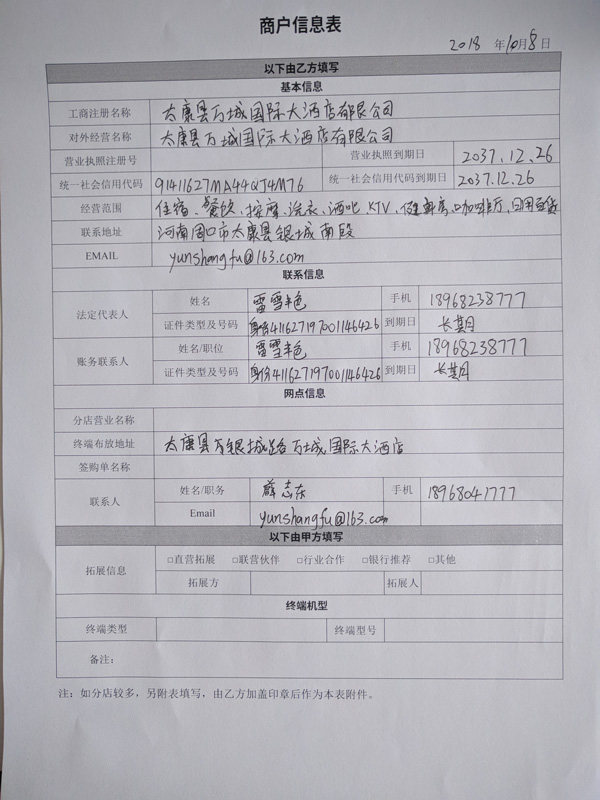 商户信息表
2018 年10月8日
以下由乙方填写
基本信息
工商注册名称 太康县万城国际大酒店有限公司
对外经营名称 太康县万城国际大酒店有限公司
营业执照注册号 营业执照到期日 2037.12.26
统一社会信用代码 91411627MA44QJ4M76 统一社会信用代码到期日 2037.12.26
经营范围 住宿、餐饮、按摩、洗衣、酒吧、KTV、健身房、咖啡厅、日用百货
联系地址 河南周口市太康县银城南段
EMAIL yunshangfu@163.com
联系信息
法定代表人 姓名 雷雪艳 手机 18968238777
证件类型及号码 身份411627197001146426 到期日 长期
账务联系人 姓名/职位 雷雪艳 手机 18968238777
证件类型及号码 身份411627197001146426 到期日 长期
网点信息
分店营业名称
终端布放地址 太康县银城路万城国际大酒店
签购单名称
联系人 姓名/职务 薛志东 手机 18968041777
Email yunshangfu@163.com
以下由甲方填写
拓展信息 □直营拓展 □联营伙伴 □行业合作 □银行推荐 □其他
拓展方 拓展人
终端机型
终端类型 终端型号
备注：
注：如分店较多，另附表填写，由乙方加盖印章后作为本表附件。